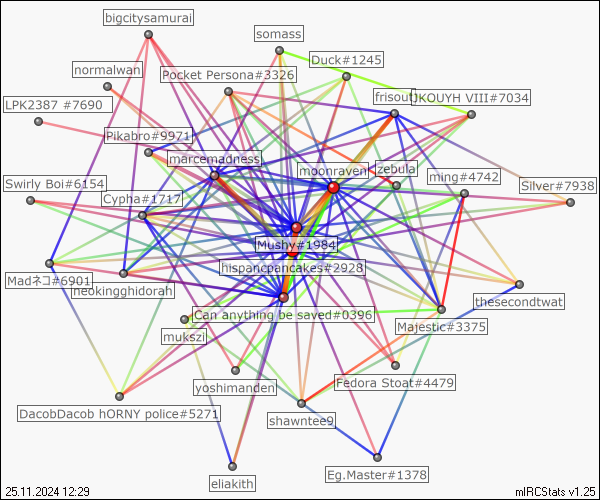 bigcitysamurai
somass
Duck#1245
normalwan
Pocket Persona#3326
frisout
JKOUYH VIII#7034
LPK2387 #7690
Pikabro#9971
marcemadness
moonraven
zebula
ming#4742
Swirly Boi#6154
Silver#7938
Cypha#1717
Mushy#1984
hispancpancakes#2928
Madネコ#6901
neokingghidorah
thesecondtwat
Can anything be saved#0396
Majestic#3375
mukszil
yoshimanden
Fedora Stoat#4479
DacobDacob hORNY police#5271
shawntee9
Eg.Master#1378
eliakith
25.11.2024 12:29
mIRCStats v1.25